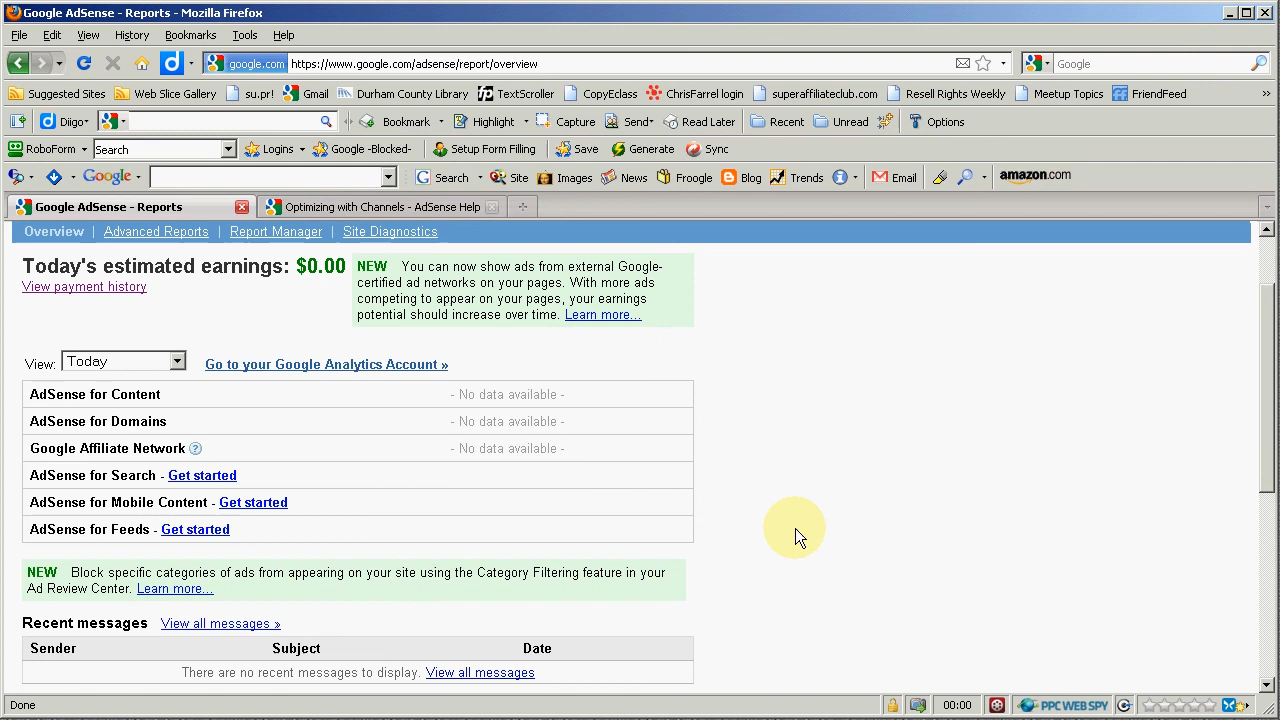 Google AdSense - Reports - Mozilla Firefox
File Edit View History Bookmarks Tools Help
google.com https://www.google.com/adsense/report/overview Google
Suggested Sites Web Slice Gallery su.pr! Gmail Durham County Library TextScroller CopyEclass ChrisFarrel login superaffiliateclub.com Resell Rights Weekly Meetup Topics FriendFeed »
Diigo Bookmark Highlight Capture Send Read Later Recent Unread Options
RoboForm Search Logins Google -Blocked- Setup Form Filling Save Generate Sync
Google Search Site Images News Froogle Blog Trends Email amazon.com
Google AdSense - Reports Optimizing with Channels - AdSense Help
Overview | Advanced Reports | Report Manager | Site Diagnostics
Today's estimated earnings: $0.00
View payment history
NEW You can now show ads from external Google-
certified ad networks on your pages. With more ads
competing to appear on your pages, your earnings
potential should increase over time. Learn more...
View: Today Go to your Google Analytics Account »
AdSense for Content - No data available -
AdSense for Domains - No data available -
Google Affiliate Network ? - No data available -
AdSense for Search - Get started
AdSense for Mobile Content - Get started
AdSense for Feeds - Get started
NEW Block specific categories of ads from appearing on your site using the Category Filtering feature in your
Ad Review Center. Learn more...
Recent messages View all messages »
Sender Subject Date
There are no recent messages to display. View all messages
Done 00:00 PPC WEB SPY